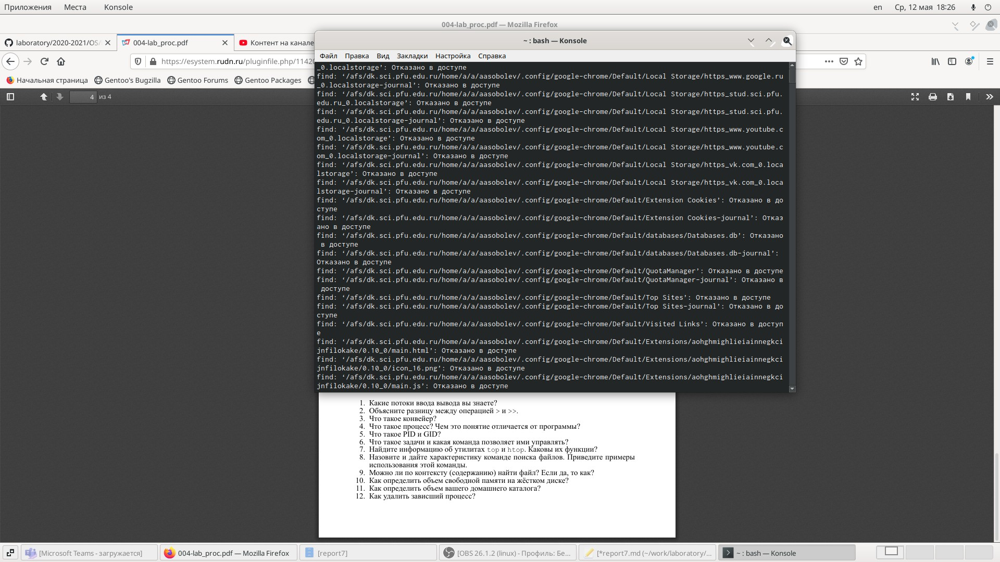 Приложения Места Konsole en Ср, 12 мая 18:26
004-lab_proc.pdf — Mozilla Firefox
laboratory/2020-2021/OS/ 004-lab_proc.pdf Контент на канале
~ : bash — Konsole
Файл Правка Вид Закладки Настройка Справка
https://esystem.rudn.ru/pluginfile.php/11420
Начальная страница Gentoo's Bugzilla Gentoo Forums Gentoo Packages
4 из 4
_0.localstorage’: Отказано в доступе
find: ‘/afs/dk.sci.pfu.edu.ru/home/a/a/aasobolev/.config/google-chrome/Default/Local Storage/https_www.google.ru
_0.localstorage-journal’: Отказано в доступе
find: ‘/afs/dk.sci.pfu.edu.ru/home/a/a/aasobolev/.config/google-chrome/Default/Local Storage/https_stud.sci.pfu.
edu.ru_0.localstorage’: Отказано в доступе
find: ‘/afs/dk.sci.pfu.edu.ru/home/a/a/aasobolev/.config/google-chrome/Default/Local Storage/https_stud.sci.pfu.
edu.ru_0.localstorage-journal’: Отказано в доступе
find: ‘/afs/dk.sci.pfu.edu.ru/home/a/a/aasobolev/.config/google-chrome/Default/Local Storage/https_www.youtube.c
om_0.localstorage’: Отказано в доступе
find: ‘/afs/dk.sci.pfu.edu.ru/home/a/a/aasobolev/.config/google-chrome/Default/Local Storage/https_www.youtube.c
om_0.localstorage-journal’: Отказано в доступе
find: ‘/afs/dk.sci.pfu.edu.ru/home/a/a/aasobolev/.config/google-chrome/Default/Local Storage/https_vk.com_0.loca
lstorage’: Отказано в доступе
find: ‘/afs/dk.sci.pfu.edu.ru/home/a/a/aasobolev/.config/google-chrome/Default/Local Storage/https_vk.com_0.loca
lstorage-journal’: Отказано в доступе
find: ‘/afs/dk.sci.pfu.edu.ru/home/a/a/aasobolev/.config/google-chrome/Default/Extension Cookies’: Отказано в до
ступе
find: ‘/afs/dk.sci.pfu.edu.ru/home/a/a/aasobolev/.config/google-chrome/Default/Extension Cookies-journal’: Отказ
ано в доступе
find: ‘/afs/dk.sci.pfu.edu.ru/home/a/a/aasobolev/.config/google-chrome/Default/databases/Databases.db’: Отказано
в доступе
find: ‘/afs/dk.sci.pfu.edu.ru/home/a/a/aasobolev/.config/google-chrome/Default/databases/Databases.db-journal’:
Отказано в доступе
find: ‘/afs/dk.sci.pfu.edu.ru/home/a/a/aasobolev/.config/google-chrome/Default/QuotaManager’: Отказано в доступе
find: ‘/afs/dk.sci.pfu.edu.ru/home/a/a/aasobolev/.config/google-chrome/Default/QuotaManager-journal’: Отказано в
доступе
find: ‘/afs/dk.sci.pfu.edu.ru/home/a/a/aasobolev/.config/google-chrome/Default/Top Sites’: Отказано в доступе
find: ‘/afs/dk.sci.pfu.edu.ru/home/a/a/aasobolev/.config/google-chrome/Default/Top Sites-journal’: Отказано в до
ступе
find: ‘/afs/dk.sci.pfu.edu.ru/home/a/a/aasobolev/.config/google-chrome/Default/Visited Links’: Отказано в доступ
е
find: ‘/afs/dk.sci.pfu.edu.ru/home/a/a/aasobolev/.config/google-chrome/Default/Extensions/aohghmighlieiainnegkci
jnfilokake/0.10_0/main.html’: Отказано в доступе
find: ‘/afs/dk.sci.pfu.edu.ru/home/a/a/aasobolev/.config/google-chrome/Default/Extensions/aohghmighlieiainnegkci
jnfilokake/0.10_0/icon_16.png’: Отказано в доступе
find: ‘/afs/dk.sci.pfu.edu.ru/home/a/a/aasobolev/.config/google-chrome/Default/Extensions/aohghmighlieiainnegkci
jnfilokake/0.10_0/main.js’: Отказано в доступе
1. Какие потоки ввода вывода вы знаете?
2. Объясните разницу между операцией > и >>.
3. Что такое конвейер?
4. Что такое процесс? Чем это понятие отличается от программы?
5. Что такое PID и GID?
6. Что такое задачи и какая команда позволяет ими управлять?
7. Найдите информацию об утилитах top и htop. Каковы их функции?
8. Назовите и дайте характеристику команде поиска файлов. Приведите примеры
использования этой команды.
9. Можно ли по контексту (содержанию) найти файл? Если да, то как?
10. Как определить объем свободной памяти на жёстком диске?
11. Как определить объем вашего домашнего каталога?
12. Как удалить зависший процесс?
[Microsoft Teams - загружается] 004-lab_proc.pdf — Mozilla Firefox [report7] [OBS 26.1.2 (linux) - Профиль: Бе... [*report7.md (~/work/laboratory/... ~ : bash — Konsole